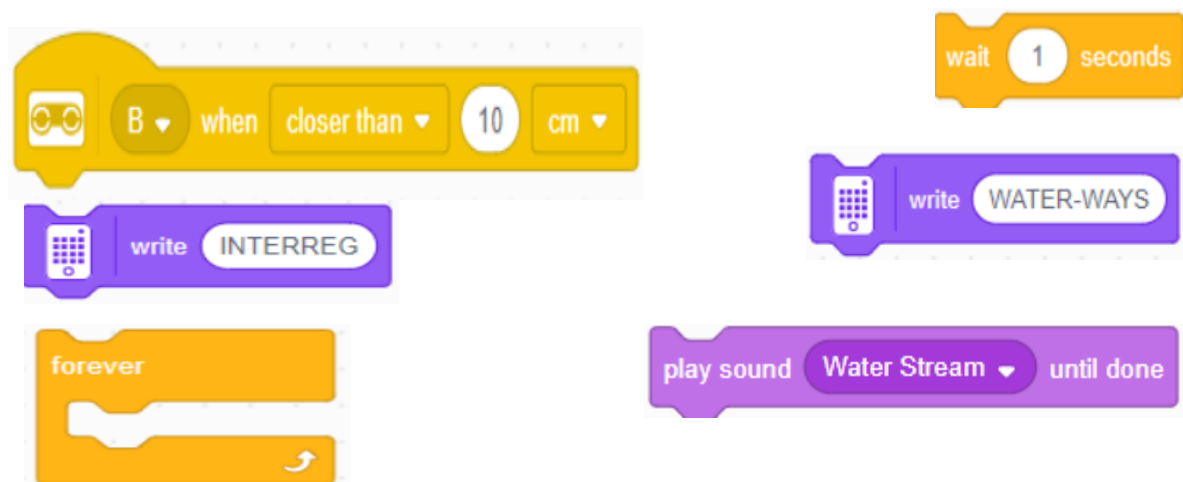 B when closer than 10 cm
wait 1 seconds
write INTERREG
write WATER-WAYS
forever
play sound Water Stream until done